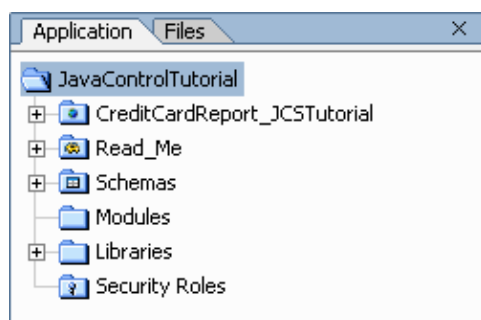 Application Files
JavaControlTutorial
CreditCardReport_JCSTutorial
Read_Me
Schemas
Modules
Libraries
Security Roles